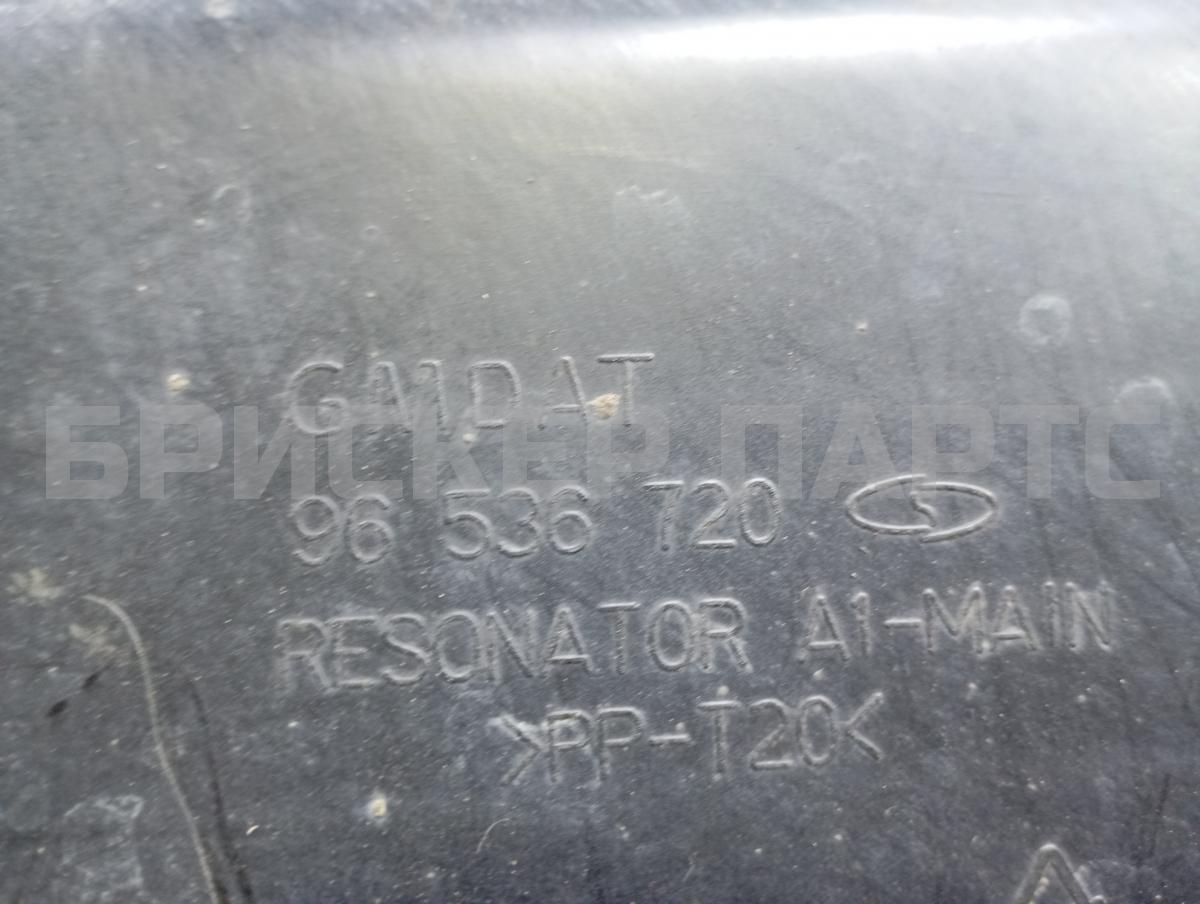 GMDAT
БРИСКЕР ПАРТС
96 536 720
RESONATOR A1-MAIN
>PP-T20<